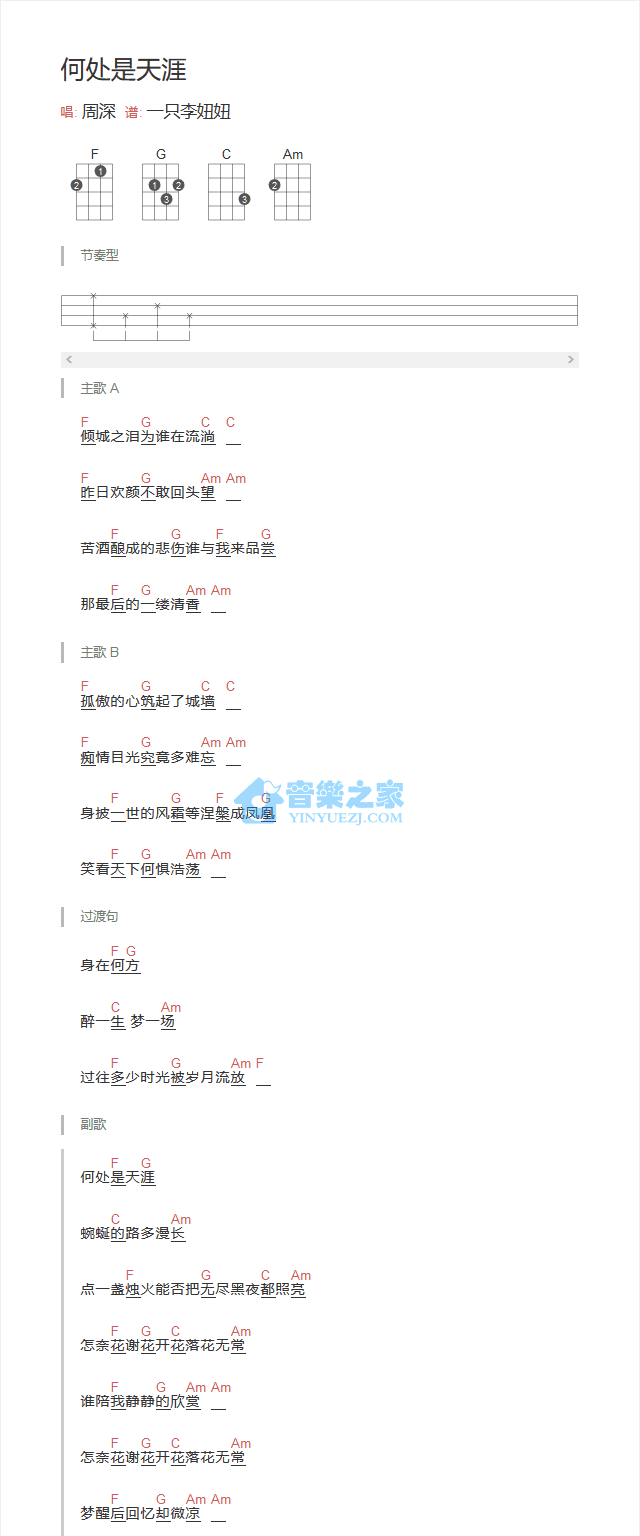 何处是天涯
唱: 周深 谱: 一只李妞妞
F G C Am
2 1 1 2 3 3 2
节奏型
主歌 A
F G C C
倾城之泪为谁在流淌
F G Am Am
昨日欢颜不敢回头望
F G F G
苦酒酿成的悲伤谁与我来品尝
F G Am Am
那最后的一缕清香
主歌 B
F G C C
孤傲的心筑起了城墙
F G Am Am
痴情目光究竟多难忘
F G F G
身披一世的风霜等涅槃成凤凰
音樂之家
YINYUEZJ.COM
F G Am Am
笑看天下何惧浩荡
过渡句
F G
身在何方
C Am
醉一生 梦一场
F G Am F
过往多少时光被岁月流放
副歌
F G
何处是天涯
C Am
蜿蜒的路多漫长
F G C Am
点一盏烛火能否把无尽黑夜都照亮
F G C Am
怎奈花谢花开花落花无常
F G Am Am
谁陪我静静的欣赏
F G C Am
怎奈花谢花开花落花无常
F G Am Am
梦醒后回忆却微凉